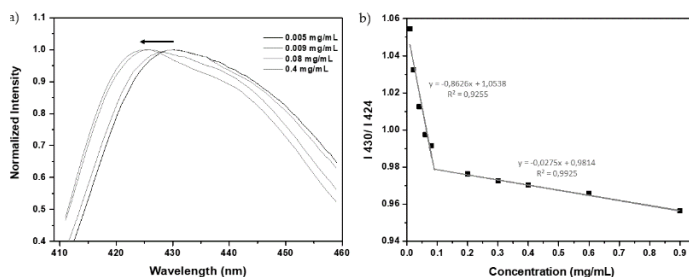 a)
1.0
0.9
0.8
0.7
0.6
0.5
0.4
410 420 430 440 450 460
Normalized Intensity
Wavelength (nm)
0.005 mg/mL
0.009 mg/mL
0.08 mg/mL
0.4 mg/mL
b)
1.06
1.04
1.02
1.00
0.98
0.96
0.94
0.0 0.1 0.2 0.3 0.4 0.5 0.6 0.7 0.8 0.9
I 430/ I 424
Concentration (mg/mL)
y = -0,8626x + 1,0538
R² = 0,9255
y = -0,0275x + 0,9814
R² = 0,9925